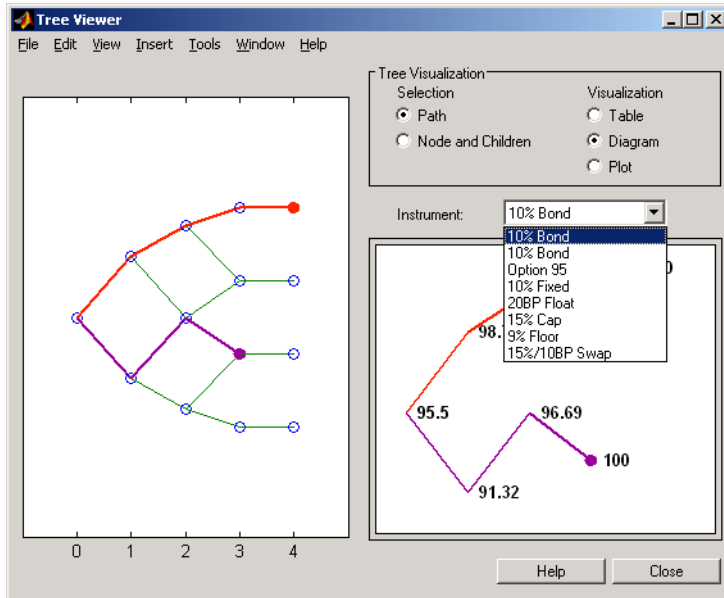 Tree Viewer
File Edit View Insert Tools Window Help
Tree Visualization
Selection
Visualization
Path
Table
Node and Children
Diagram
Plot
Instrument:
10% Bond
10% Bond
10% Bond
Option 95
10% Fixed
20BP Float
15% Cap
9% Floor
15%/10BP Swap
98.
95.5
96.69
100
91.32
0 1 2 3 4
Help
Close